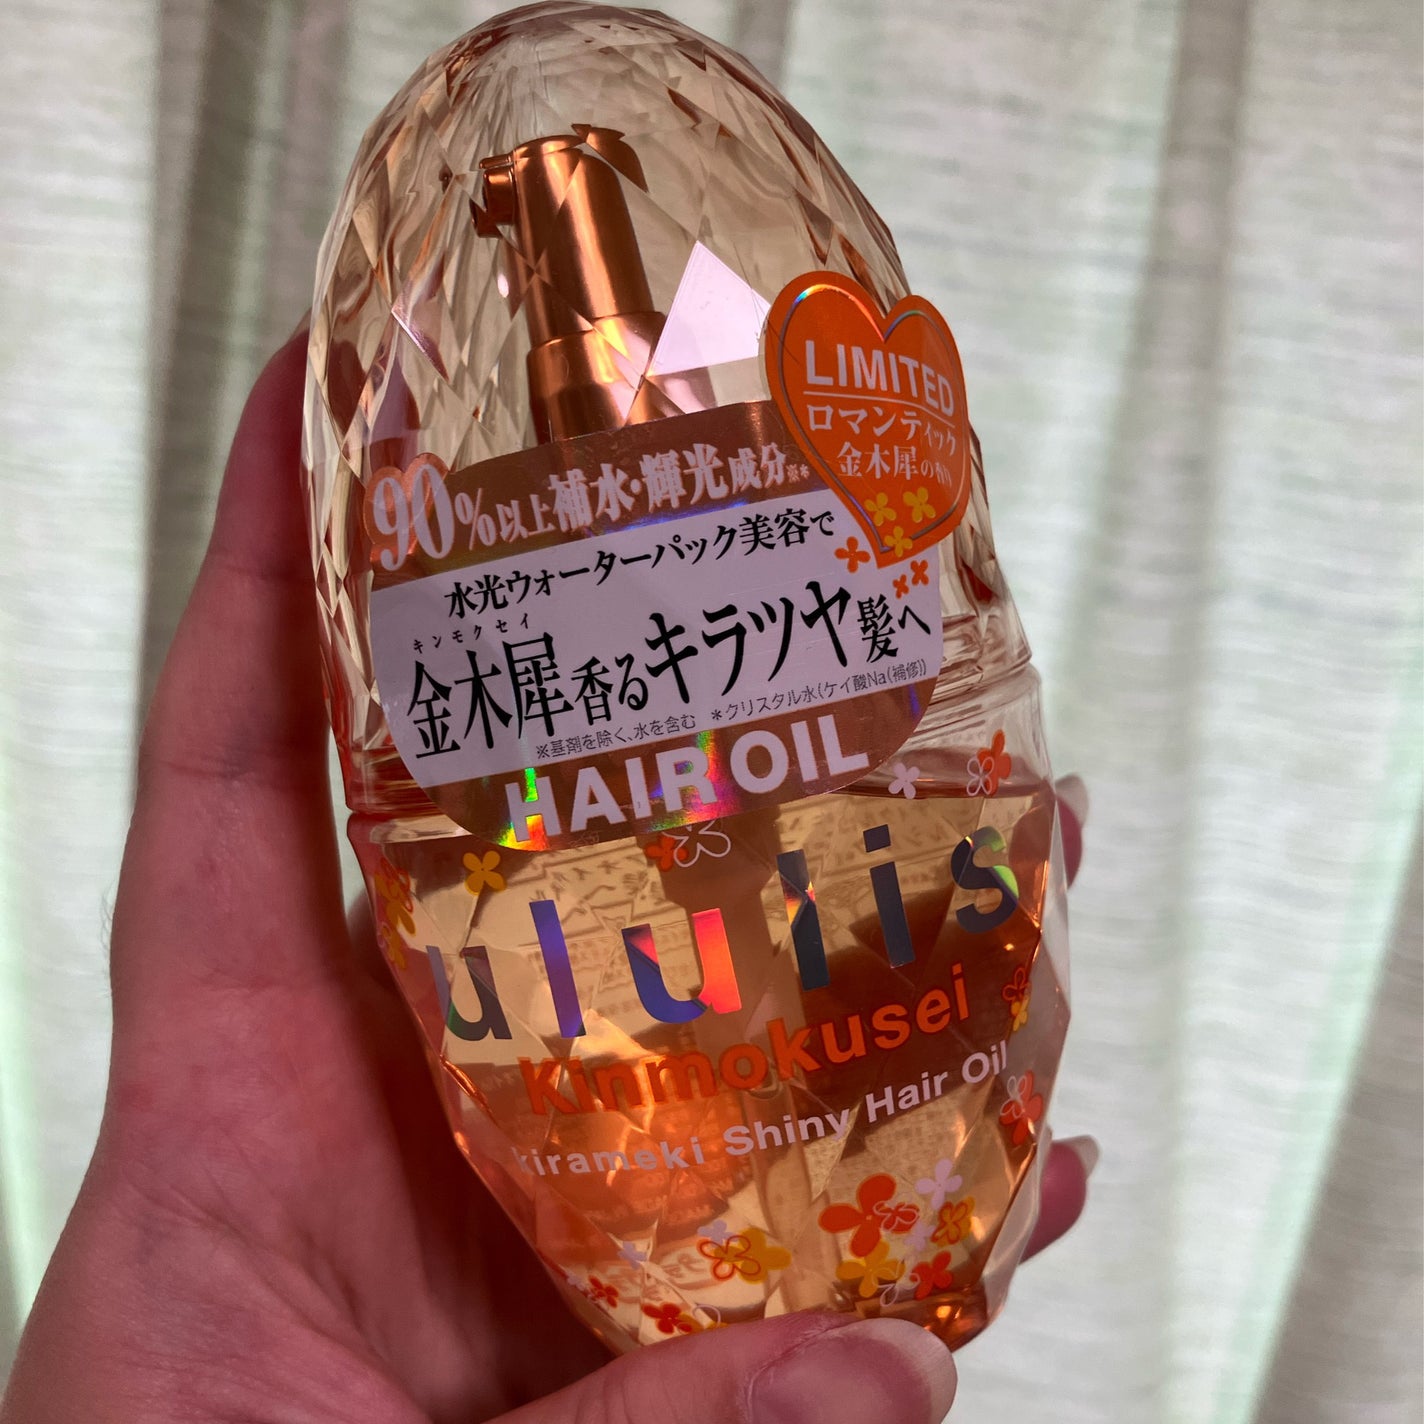 LIMITED
ロマンティック
金木犀の香り
90%以上補水・輝光成分※*
水光ウォーターパック美容で
キンモクセイ
金木犀香るキラツヤ髪へ
※基剤を除く、水を含む *クリスタル水(ケイ酸Na(補修))
HAIR OIL
ululis
Kinmokusei
kirameki Shiny Hair Oil